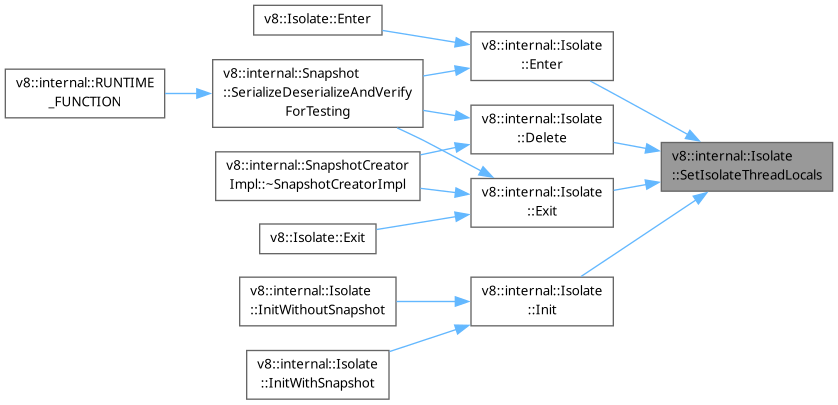 v8::Isolate::Enter
v8::internal::Isolate
::Enter
v8::internal::Snapshot
::SerializeDeserializeAndVerify
ForTesting
v8::internal::RUNTIME
_FUNCTION
v8::internal::Isolate
::Delete
v8::internal::Isolate
::SetIsolateThreadLocals
v8::internal::SnapshotCreator
Impl::~SnapshotCreatorImpl
v8::internal::Isolate
::Exit
v8::Isolate::Exit
v8::internal::Isolate
::InitWithoutSnapshot
v8::internal::Isolate
::Init
v8::internal::Isolate
::InitWithSnapshot